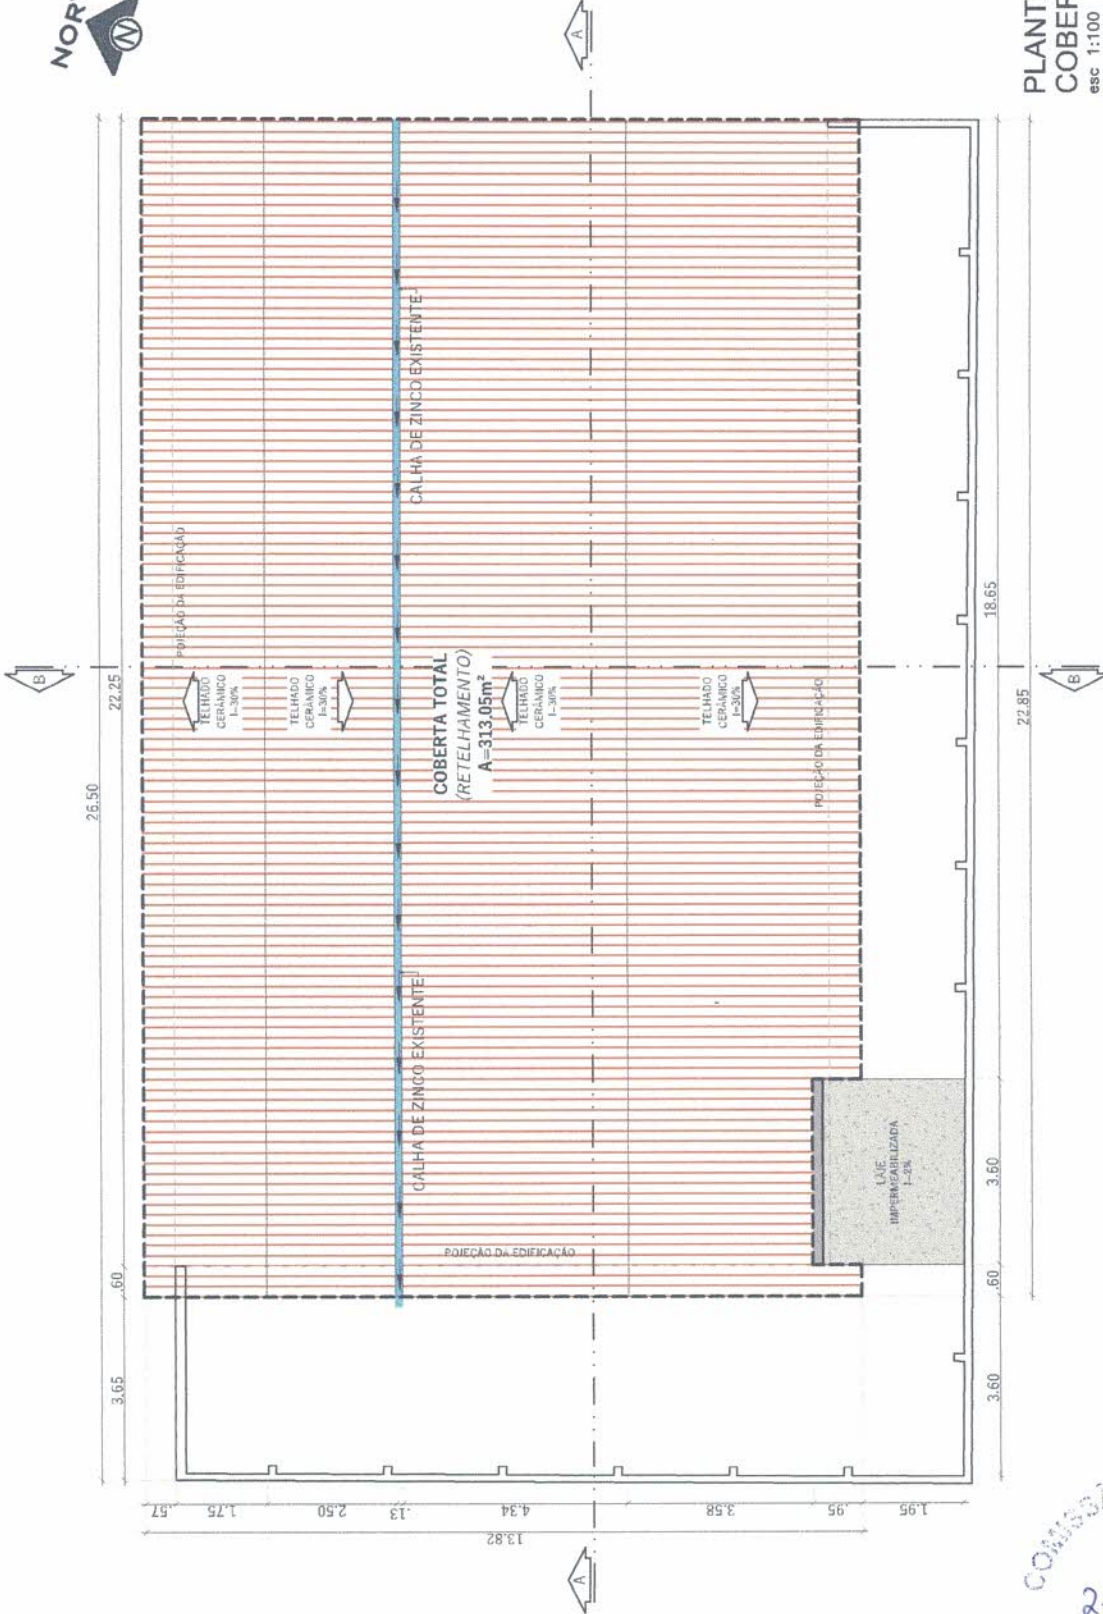 NOR
N
A
PLANT
COBER
esc 1:100
B
26.50
22.25
.60
3.65
POJEÇÃO DA EDIFICAÇÃO
TELHADO
CERÂMICO
I=30%
TELHADO
CERÂMICO
I=30%
CALHA DE ZINCO EXISTENTE
CALHA DE ZINCO EXISTENTE
COBERTA TOTAL
(RETELHAMENTO)
A=313.05m²
TELHADO
CERÂMICO
I=30%
TELHADO
CERÂMICO
I=30%
POJEÇÃO DA EDIFICAÇÃO
POJEÇÃO DA EDIFICAÇÃO
LAJE
IMPERMEABILIZADA
I=2%
18.65
3.60
.60
3.60
22.85
B
.57
1.75
2.50
.13
4.34
3.58
.95
1.95
13.82
A
COMISS
2